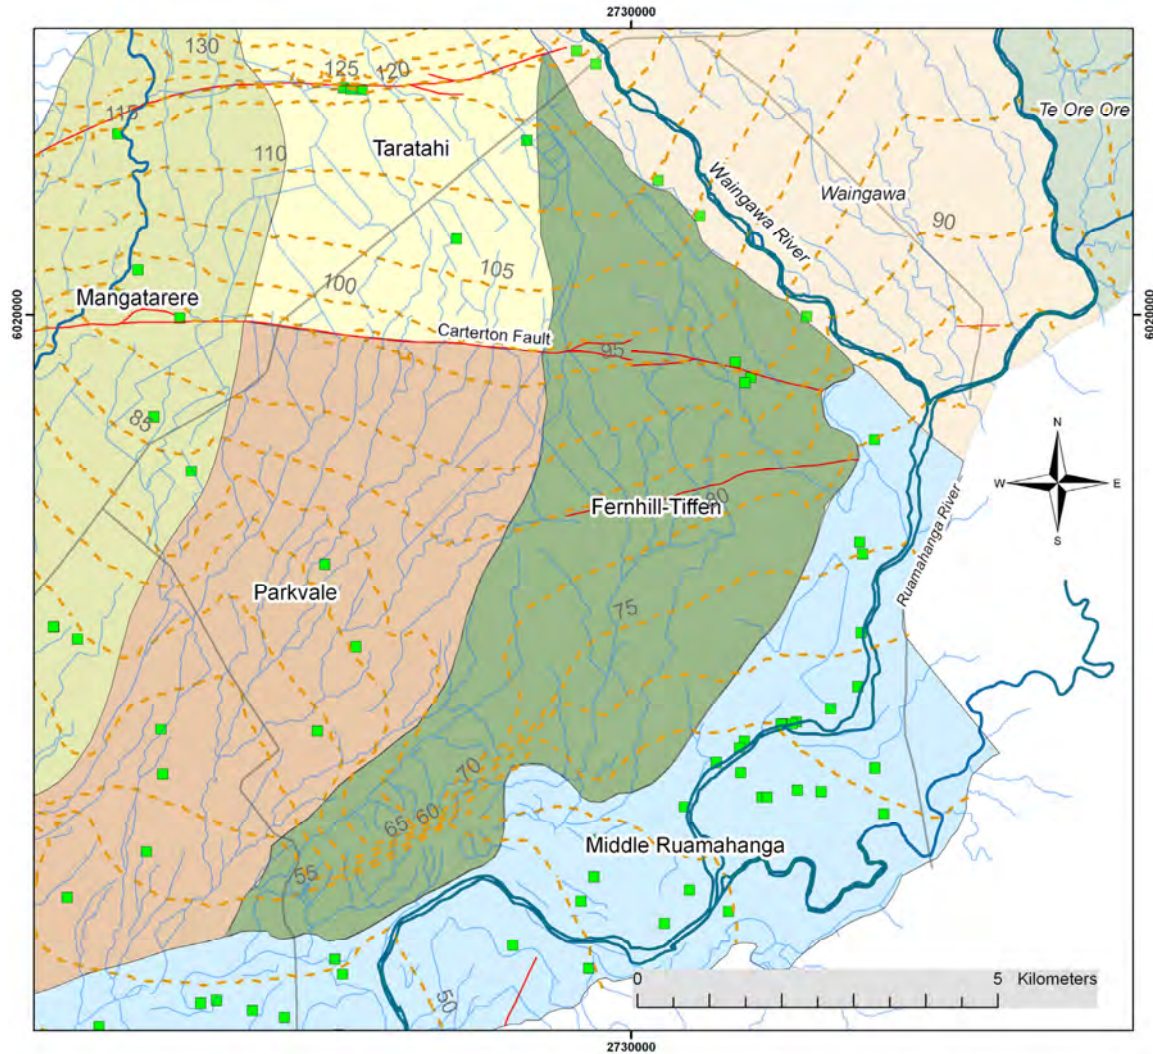 2730000
130
125
120
115
Te Ore Ore
Taratahi
110
Waingawa River
Waingawa
90
105
100
Mangatarere
6020000
6020000
Carterton Fault
95
85
N
W
E
S
80
Fernhill-Tiffen
Ruamahanga River
Parkvale
75
70
65
60
Middle Ruamahanga
55
50
0
5 Kilometers
2730000